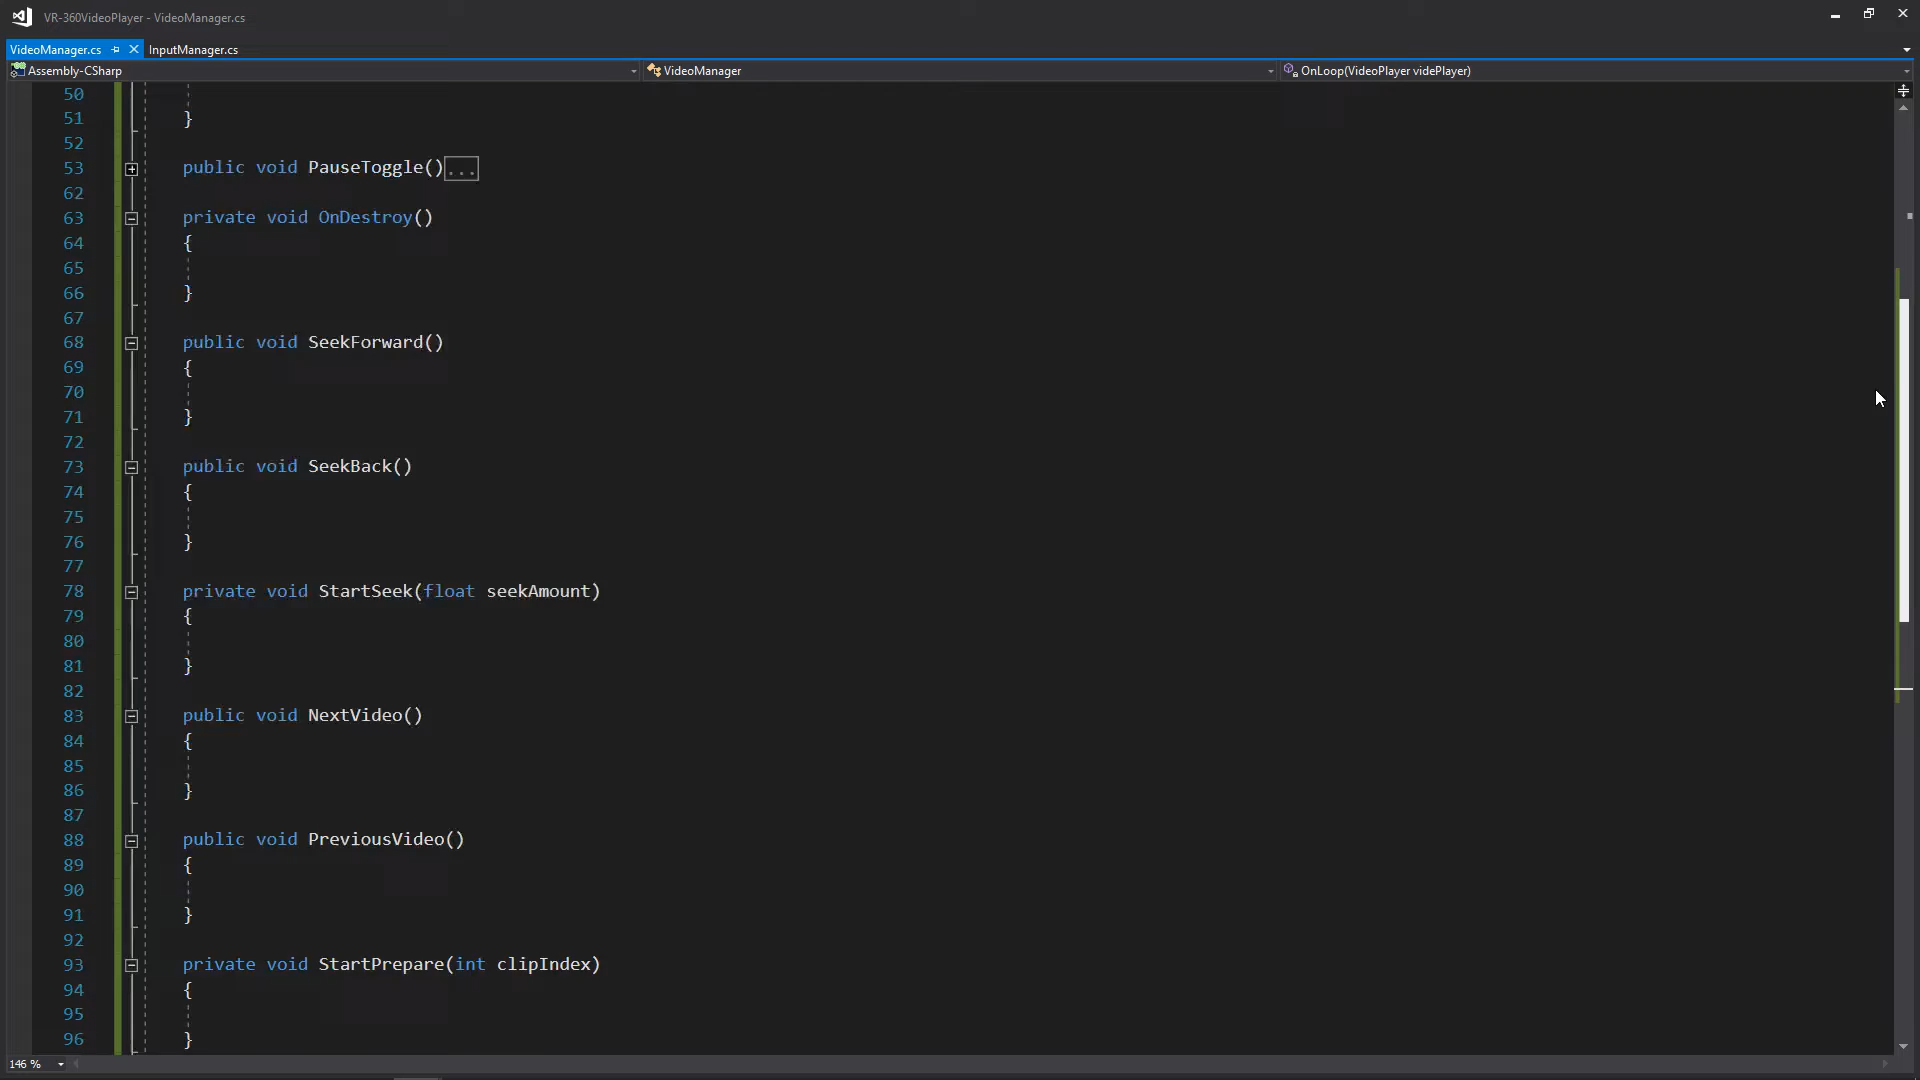 VR-360VideoPlayer - VideoManager.cs
VideoManager.cs InputManager.cs
Assembly-CSharp VideoManager OnLoop(VideoPlayer videPlayer)
50
51 }
52
53 public void PauseToggle()...
62
63 private void OnDestroy()
64 {
65
66 }
67
68 public void SeekForward()
69 {
70
71 }
72
73 public void SeekBack()
74 {
75
76 }
77
78 private void StartSeek(float seekAmount)
79 {
80
81 }
82
83 public void NextVideo()
84 {
85
86 }
87
88 public void PreviousVideo()
89 {
90
91 }
92
93 private void StartPrepare(int clipIndex)
94 {
95
96 }
146 %